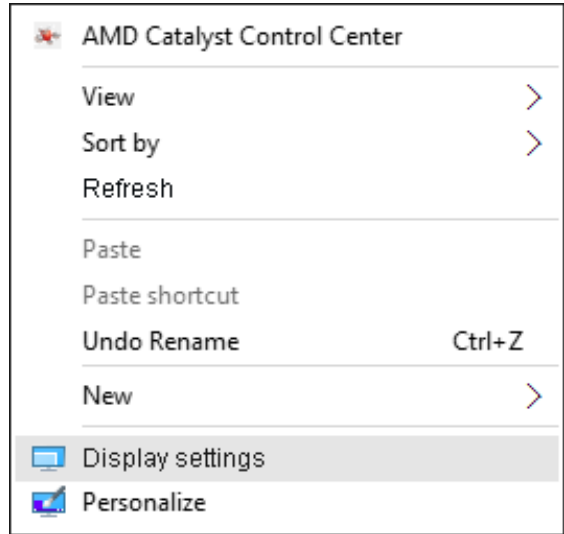 AMD Catalyst Control Center
View
Sort by
Refresh
Paste
Paste shortcut
Undo Rename Ctrl+Z
New
Display settings
Personalize